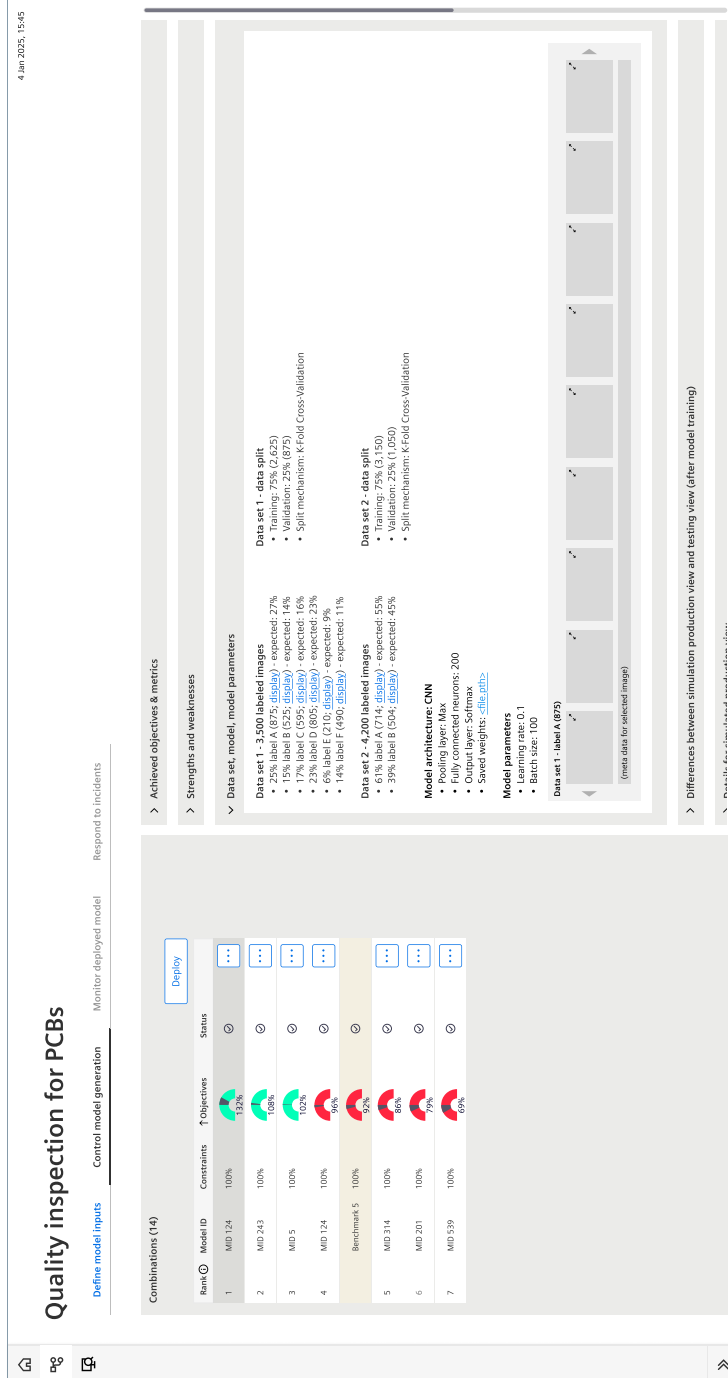 4 Jan 2025, 15:45
Quality inspection for PCBs
Define model inputs
Control model generation
Monitor deployed model
Respond to incidents
Combinations (14)
Deploy
Rank Model ID Constraints ↑ Objectives Status
1 MID 124 100% 132% ...
2 MID 243 100% 108% ...
3 MID 5 100% 102% ...
4 MID 124 100% 96% ...
Benchmark 5 100% 92%
5 MID 314 100% 86% ...
6 MID 201 100% 79% ...
7 MID 539 100% 69% ...
Achieved objectives & metrics
Strengths and weaknesses
Data set, model, model parameters
Data set 1 - 3,500 labeled images
• 25% label A (875; display) - expected: 27%
• 15% label B (525; display) - expected: 14%
• 17% label C (595; display) - expected: 16%
• 23% label D (805; display) - expected: 23%
• 6% label E (210; display) - expected: 9%
• 14% label F (490; display) - expected: 11%
Data set 1 - data split
• Training: 75% (2,625)
• Validation: 25% (875)
• Split mechanism: K-Fold Cross-Validation
Data set 2 - 4,200 labeled images
• 61% label A (714; display) - expected: 55%
• 39% label B (504; display) - expected: 45%
Data set 2 - data split
• Training: 75% (3,150)
• Validation: 25% (1,050)
• Split mechanism: K-Fold Cross-Validation
Model architecture: CNN
• Pooling layer: Max
• Fully connected neurons: 200
• Output layer: Softmax
• Saved weights: <file.pth>
Model parameters
• Learning rate: 0.1
• Batch size: 100
Data set 1 - label A (875)
(meta data for selected image)
Differences between simulation production view and testing view (after model training)
Details for simulated production view